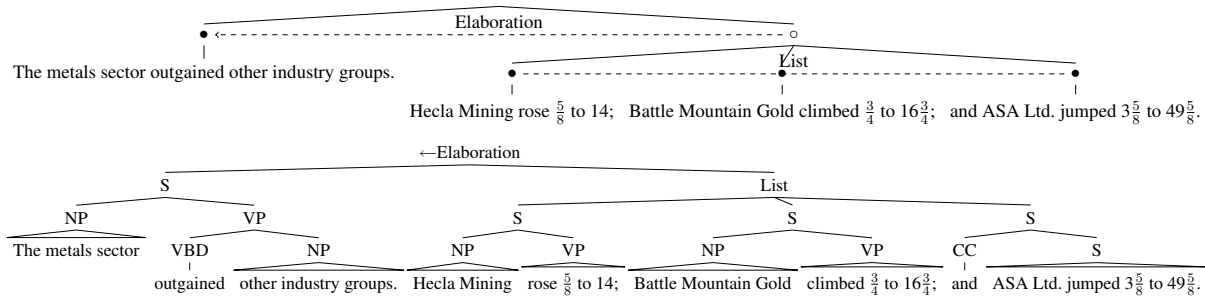 Elaboration
The metals sector outgained other industry groups.
List
Hecla Mining rose 5/8 to 14; Battle Mountain Gold climbed 3/4 to 16 3/4; and ASA Ltd. jumped 3 5/8 to 49 5/8.
←Elaboration
S List
NP VP S S S
The metals sector VBD NP NP VP NP VP CC S
outgained other industry groups. Hecla Mining rose 5/8 to 14; Battle Mountain Gold climbed 3/4 to 16 3/4; and ASA Ltd. jumped 3 5/8 to 49 5/8.